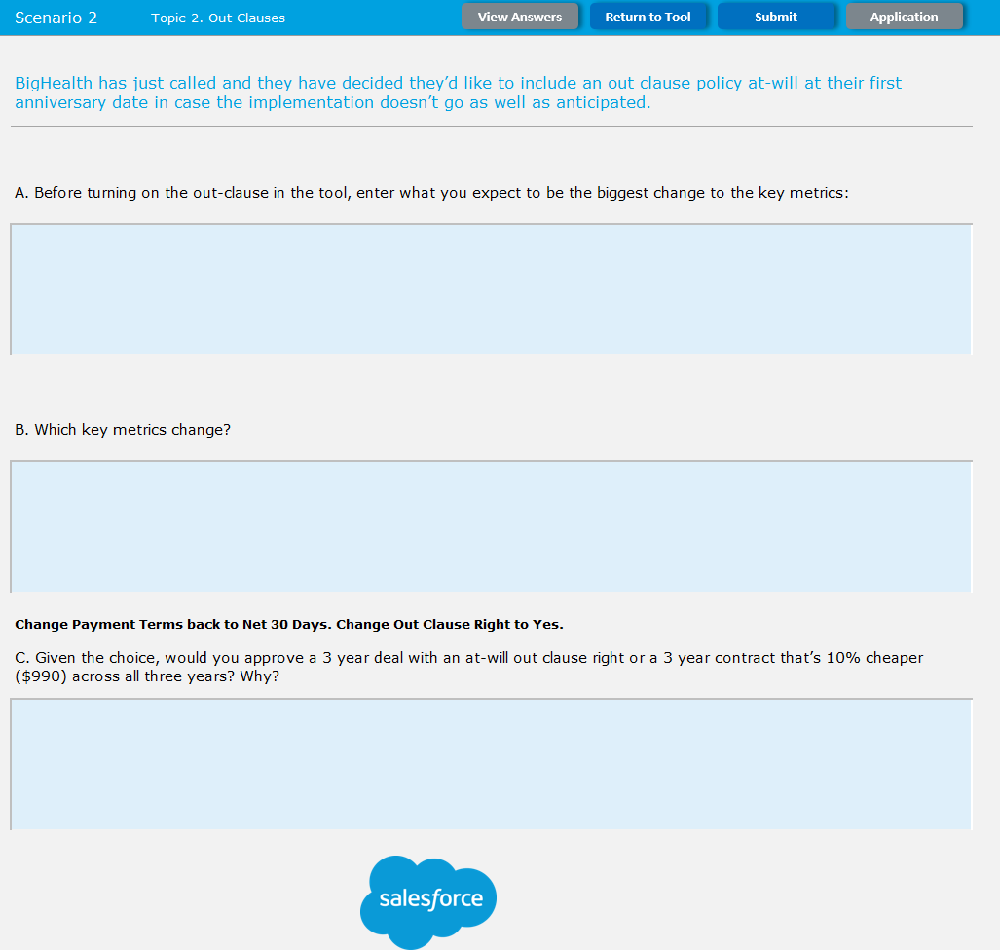 Scenario 2
Topic 2. Out Clauses
View Answers
Return to Tool
Submit
Application
BigHealth has just called and they have decided they’d like to include an out clause policy at-will at their first
anniversary date in case the implementation doesn’t go as well as anticipated.
A. Before turning on the out-clause in the tool, enter what you expect to be the biggest change to the key metrics:
B. Which key metrics change?
Change Payment Terms back to Net 30 Days. Change Out Clause Right to Yes.
C. Given the choice, would you approve a 3 year deal with an at-will out clause right or a 3 year contract that’s 10% cheaper
($990) across all three years? Why?
salesforce